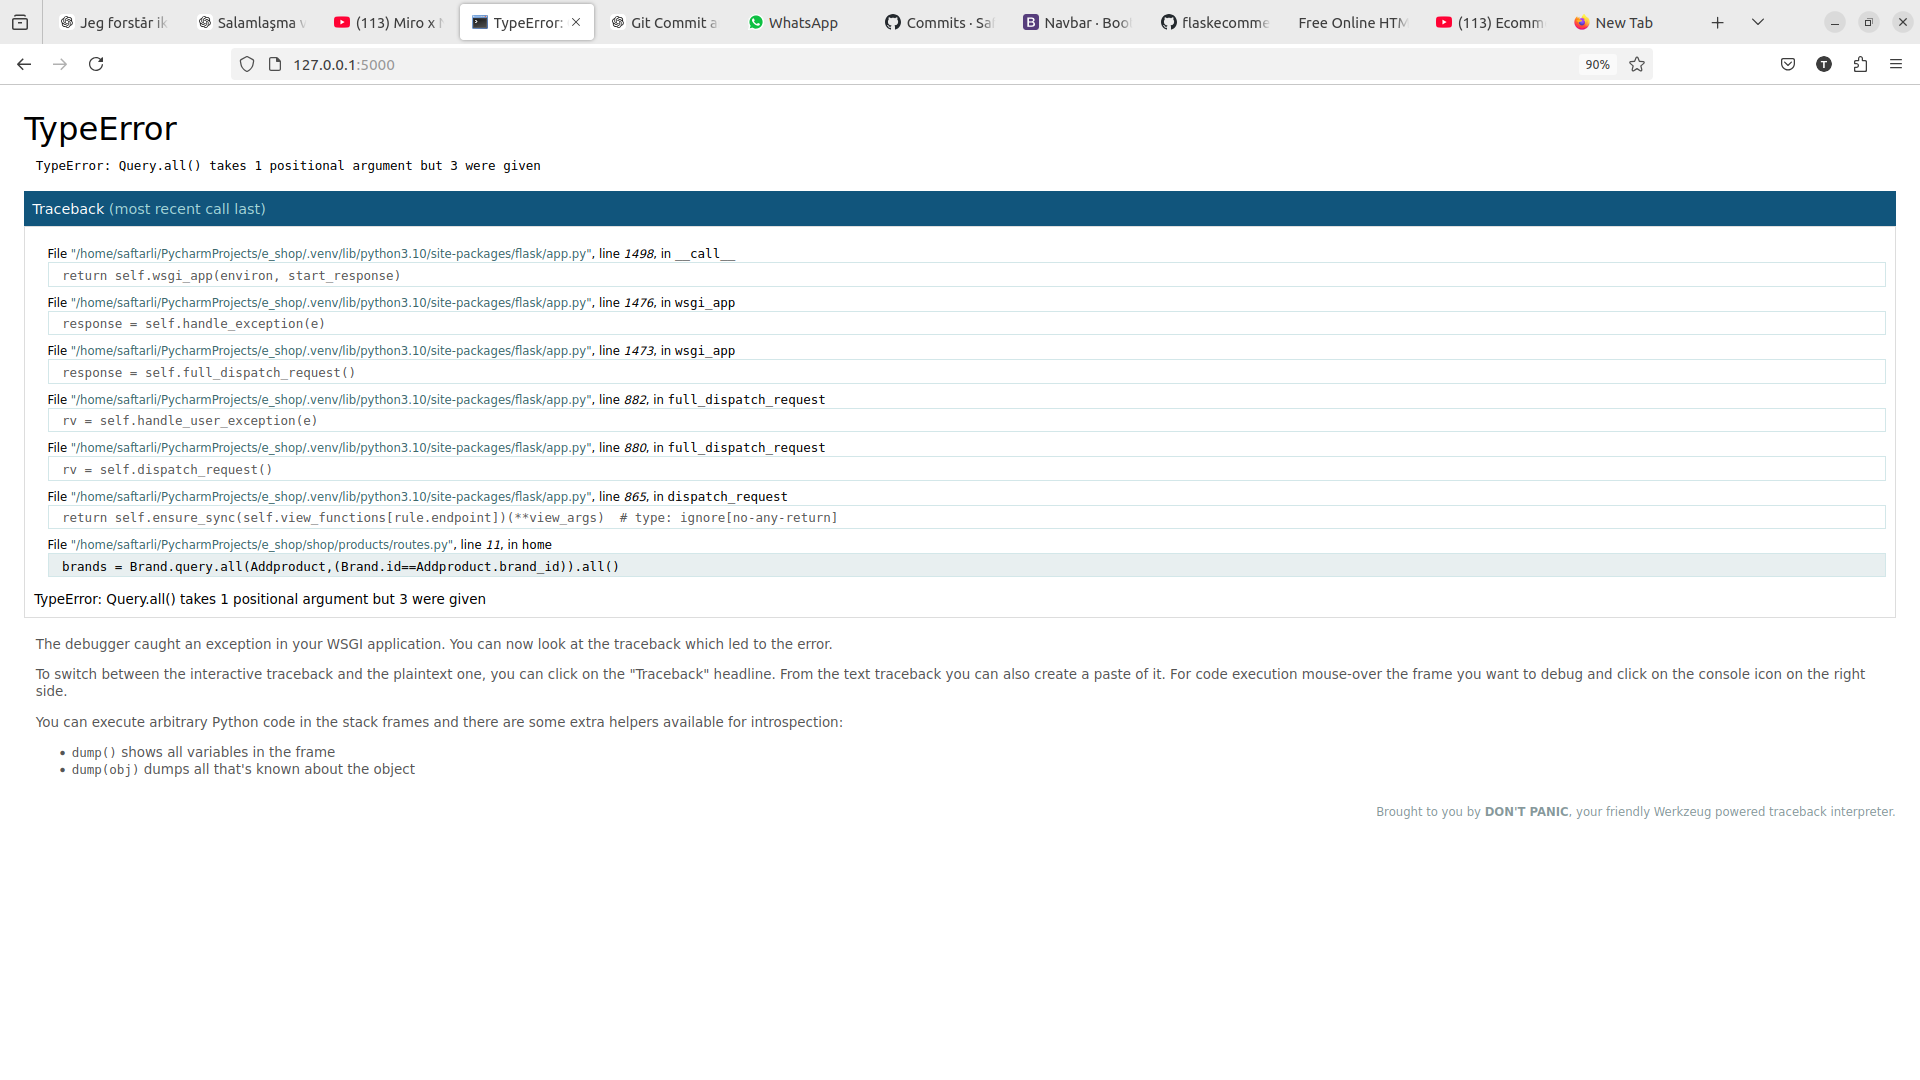 Jeg forstår ik
Salamlaşma v
(113) Miro x N
TypeError:
Git Commit a
WhatsApp
Commits · Sa
Navbar · Boo
flaskecomme
Free Online HTM
(113) Ecomm
New Tab
127.0.0.1:5000
90%
T
TypeError
TypeError: Query.all() takes 1 positional argument but 3 were given
Traceback (most recent call last)
File "/home/saftarli/PycharmProjects/e_shop/.venv/lib/python3.10/site-packages/flask/app.py", line 1498, in __call__
return self.wsgi_app(environ, start_response)
File "/home/saftarli/PycharmProjects/e_shop/.venv/lib/python3.10/site-packages/flask/app.py", line 1476, in wsgi_app
response = self.handle_exception(e)
File "/home/saftarli/PycharmProjects/e_shop/.venv/lib/python3.10/site-packages/flask/app.py", line 1473, in wsgi_app
response = self.full_dispatch_request()
File "/home/saftarli/PycharmProjects/e_shop/.venv/lib/python3.10/site-packages/flask/app.py", line 882, in full_dispatch_request
rv = self.handle_user_exception(e)
File "/home/saftarli/PycharmProjects/e_shop/.venv/lib/python3.10/site-packages/flask/app.py", line 880, in full_dispatch_request
rv = self.dispatch_request()
File "/home/saftarli/PycharmProjects/e_shop/.venv/lib/python3.10/site-packages/flask/app.py", line 865, in dispatch_request
return self.ensure_sync(self.view_functions[rule.endpoint])(**view_args)  # type: ignore[no-any-return]
File "/home/saftarli/PycharmProjects/e_shop/shop/products/routes.py", line 11, in home
brands = Brand.query.all(Addproduct,(Brand.id==Addproduct.brand_id)).all()
TypeError: Query.all() takes 1 positional argument but 3 were given
The debugger caught an exception in your WSGI application. You can now look at the traceback which led to the error.
To switch between the interactive traceback and the plaintext one, you can click on the "Traceback" headline. From the text traceback you can also create a paste of it. For code execution mouse-over the frame you want to debug and click on the console icon on the right
side.
You can execute arbitrary Python code in the stack frames and there are some extra helpers available for introspection:
• dump() shows all variables in the frame
• dump(obj) dumps all that's known about the object
Brought to you by DON'T PANIC, your friendly Werkzeug powered traceback interpreter.